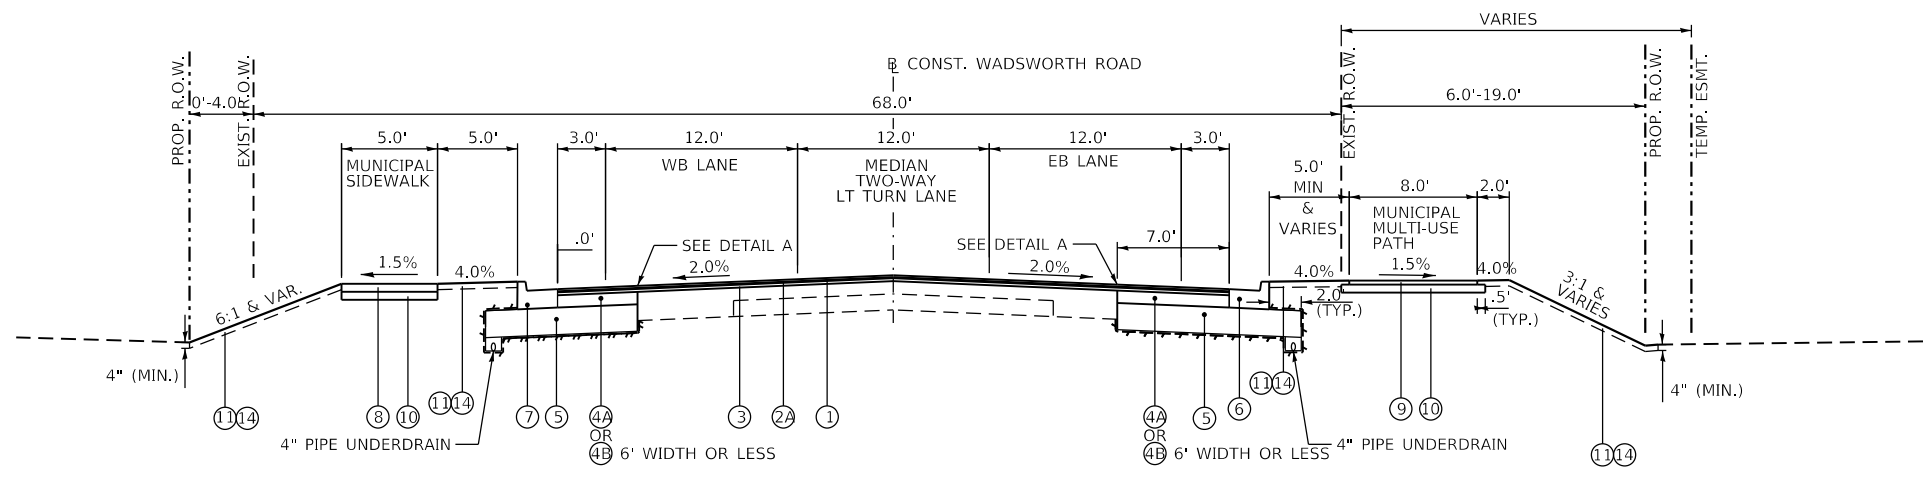 VARIES
℄ CONST. WADSWORTH ROAD
PROP. R.O.W.
EXIST. R.O.W.
EXIST. R.O.W.
PROP. R.O.W.
TEMP. ESMT.
0'-4.0'
68.0'
6.0'-19.0'
5.0'
5.0'
3.0'
12.0'
12.0'
12.0'
3.0'
MUNICIPAL
SIDEWALK
WB LANE
MEDIAN
TWO-WAY
LT TURN LANE
EB LANE
5.0'
MIN
&
VARIES
8.0'
2.0'
MUNICIPAL
MULTI-USE
PATH
.0'
SEE DETAIL A
SEE DETAIL A
7.0'
1.5%
4.0%
2.0%
2.0%
4.0%
1.5%
4.0%
6:1 & VAR.
3:1 &
VARIES
2.0'
(TYP.)
.5'
(TYP.)
4" (MIN.)
4" (MIN.)
11 14
8
10
11 14
7
5
4A
OR
4B 6' WIDTH OR LESS
3
2A
1
4A
OR
4B 6' WIDTH OR LESS
5
6
11 14
9
10
11 14
4" PIPE UNDERDRAIN
4" PIPE UNDERDRAIN